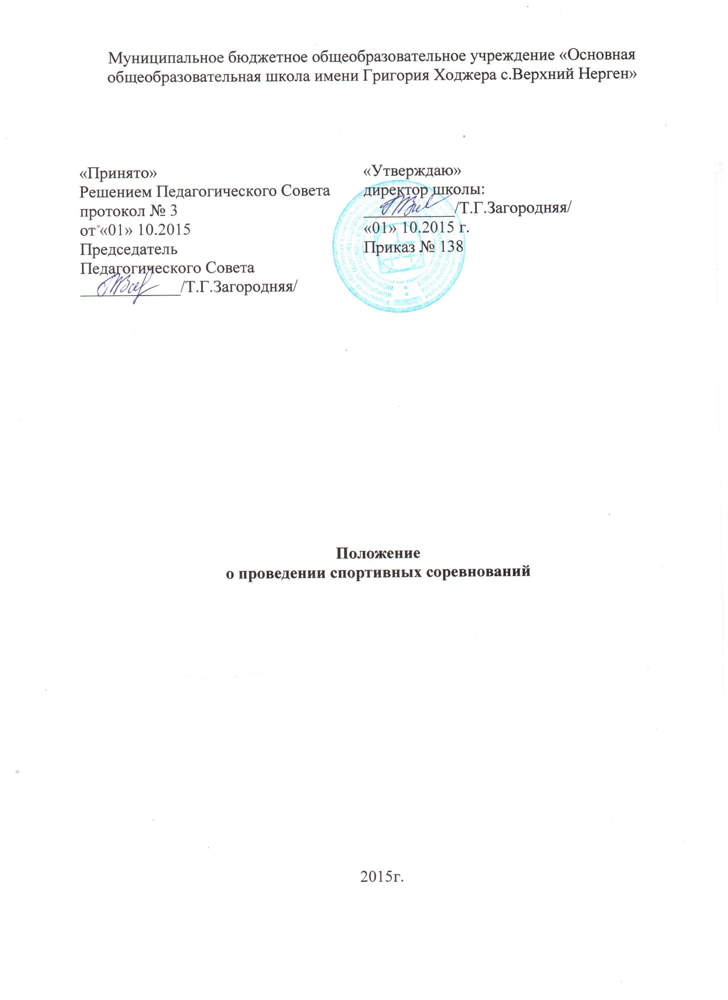 Муниципальное бюджетное общеобразовательное учреждение «Основная
общеобразовательная школа имени Григория Ходжера с.Верхний Нерген»
«Принято»
Решением Педагогического Совета
протокол № 3
от «01» 10.2015
Председатель
Педагогического Совета
/Т.Г.Загородняя/
«Утверждаю»
директор школы:
/Т.Г.Загородняя/
«01» 10.2015 г.
Приказ № 138
Положение
о проведении спортивных соревнований
2015г.